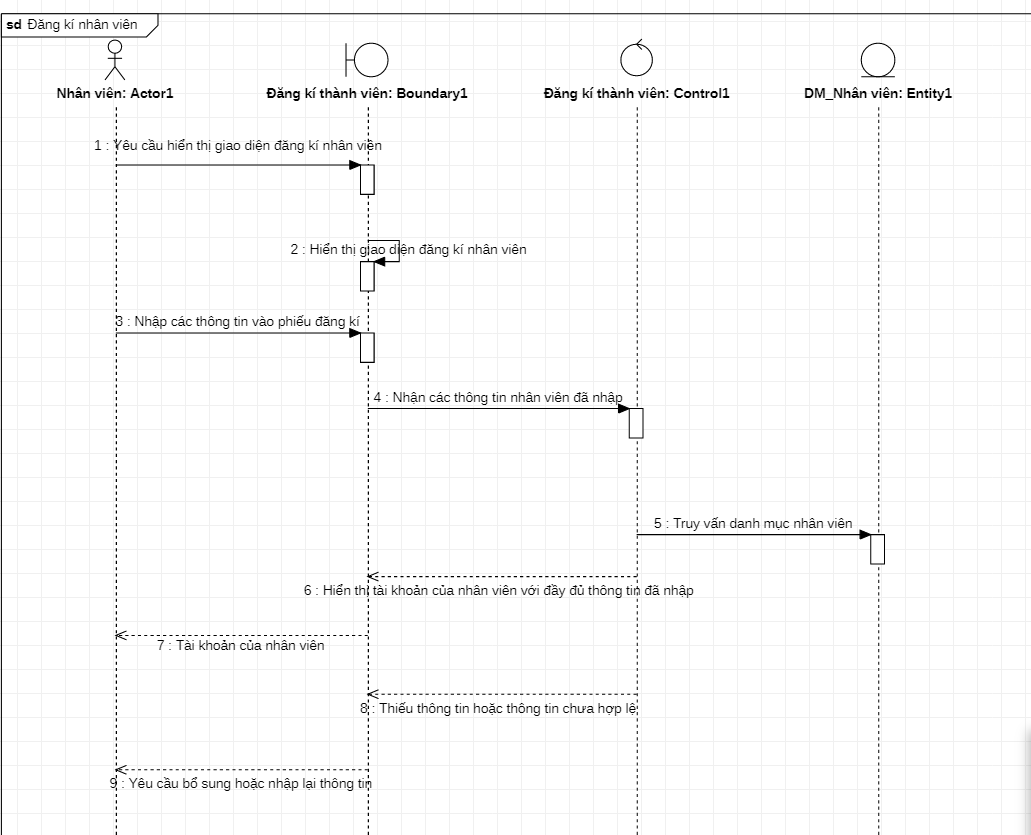 sd Đăng kí nhân viên
Nhân viên: Actor1
Đăng kí thành viên: Boundary1
Đăng kí thành viên: Control1
DM_Nhân viên: Entity1
1 : Yêu cầu hiển thị giao diện đăng kí nhân viên
2 : Hiển thị giao diện đăng kí nhân viên
3 : Nhập các thông tin vào phiếu đăng kí
4 : Nhận các thông tin nhân viên đã nhập
5 : Truy vấn danh mục nhân viên
6 : Hiển thị tài khoản của nhân viên với đầy đủ thông tin đã nhập
7 : Tài khoản của nhân viên
8 : Thiếu thông tin hoặc thông tin chưa hợp lệ
9 : Yêu cầu bổ sung hoặc nhập lại thông tin